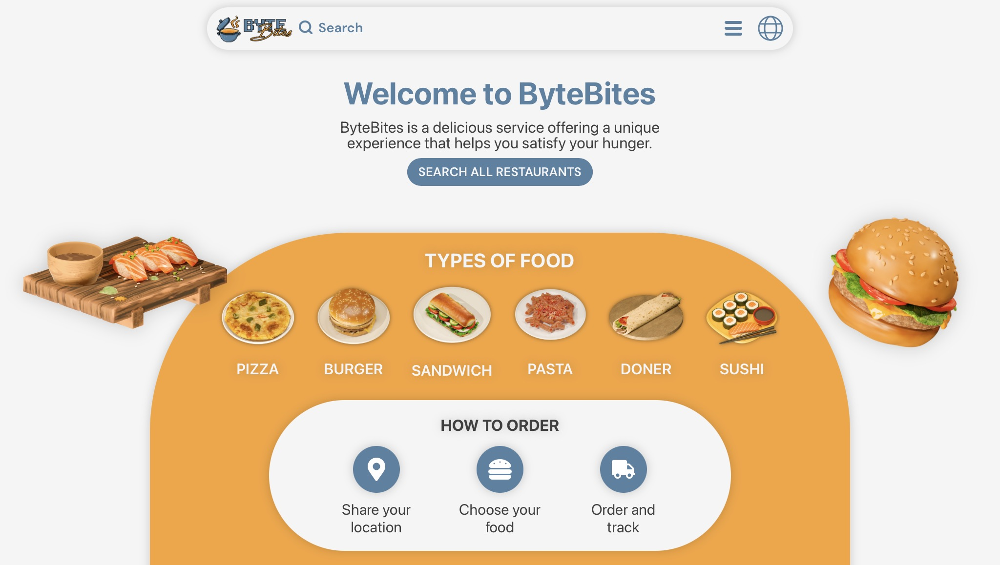 BYTE
Bites
Search
Welcome to ByteBites
ByteBites is a delicious service offering a unique
experience that helps you satisfy your hunger.
SEARCH ALL RESTAURANTS
TYPES OF FOOD
PIZZA
BURGER
SANDWICH
PASTA
DONER
SUSHI
HOW TO ORDER
Share your
location
Choose your
food
Order and
track